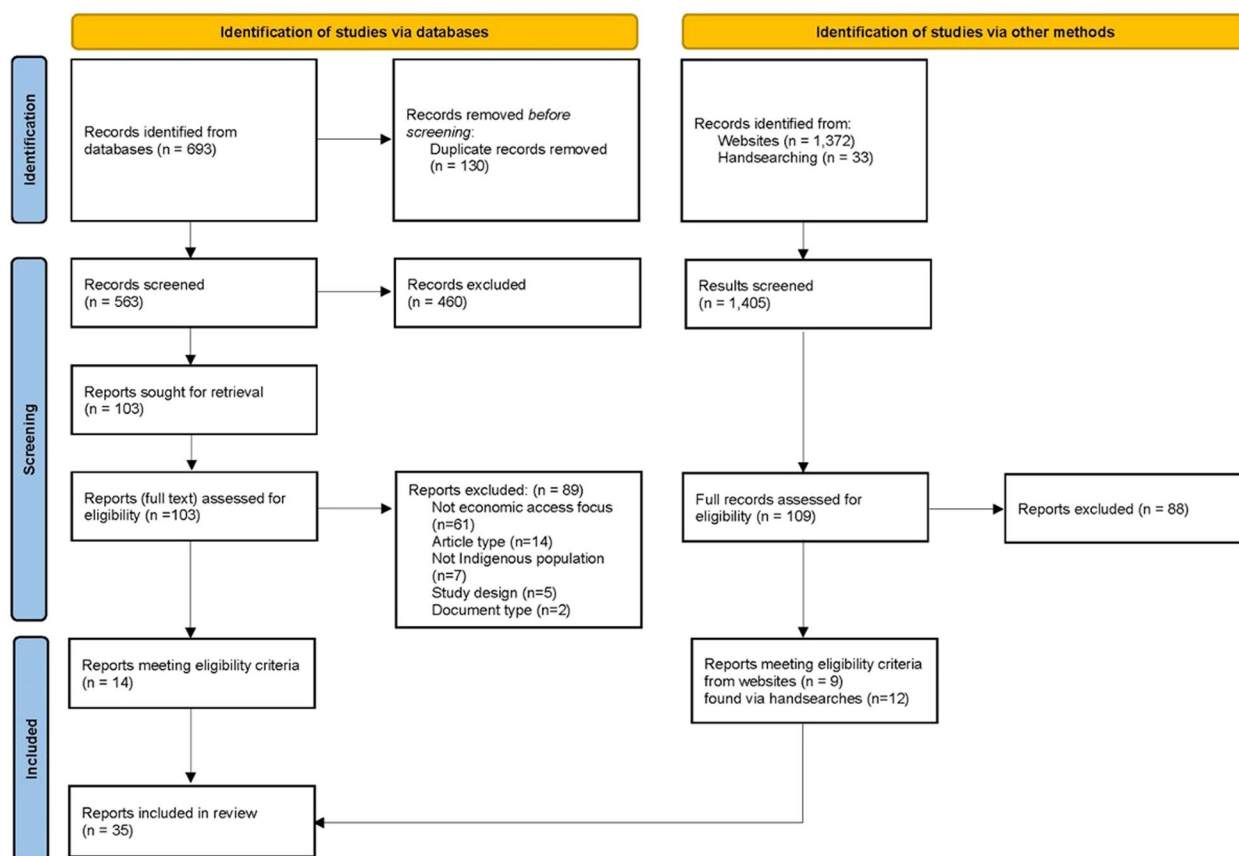 Identification of studies via databases
Identification of studies via other methods
Identification
Records identified from
databases (n = 693)
Records removed before
screening:
Duplicate records removed
(n = 130)
Records identified from:
Websites (n = 1,372)
Handsearching (n = 33)
Screening
Records screened
(n = 563)
Records excluded
(n = 460)
Results screened
(n = 1,405)
Reports sought for retrieval
(n = 103)
Reports (full text) assessed for
eligibility (n =103)
Reports excluded: (n = 89)
Not economic access focus
(n=61)
Article type (n=14)
Not Indigenous population
(n=7)
Study design (n=5)
Document type (n=2)
Full records assessed for
eligibility (n = 109)
Reports excluded (n = 88)
Included
Reports meeting eligibility criteria
(n = 14)
Reports meeting eligibility criteria
from websites (n = 9)
found via handsearches (n=12)
Reports included in review
(n = 35)